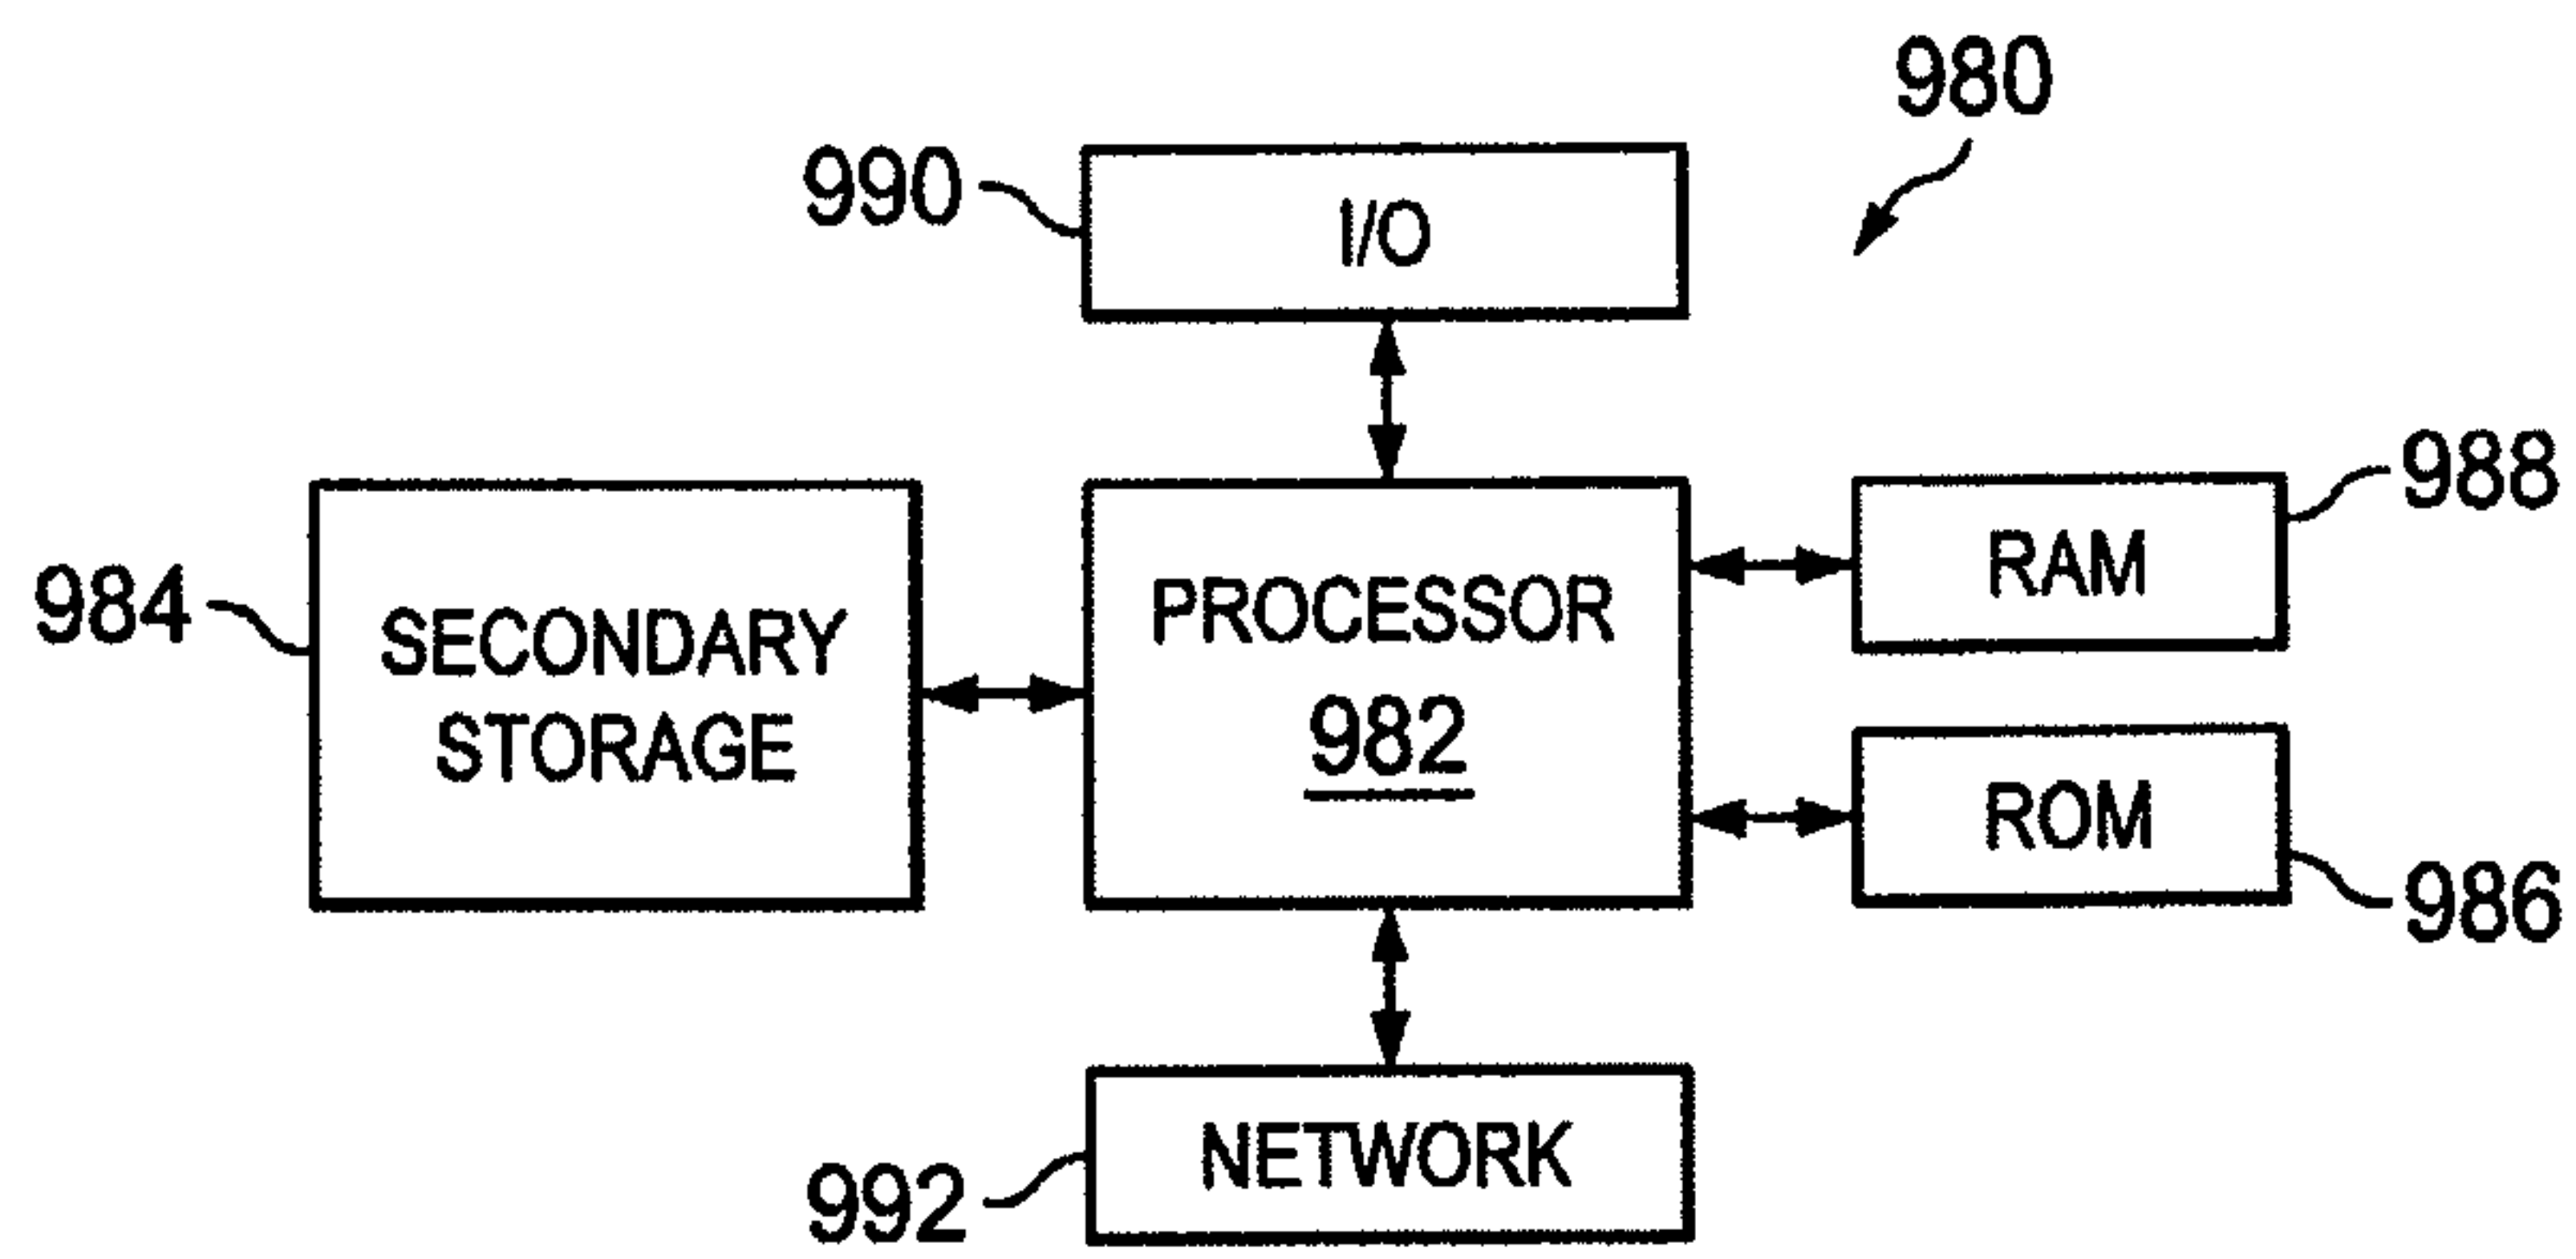 980
990
I/O
988
RAM
984
SECONDARY
STORAGE
PROCESSOR
982
ROM
986
NETWORK
992